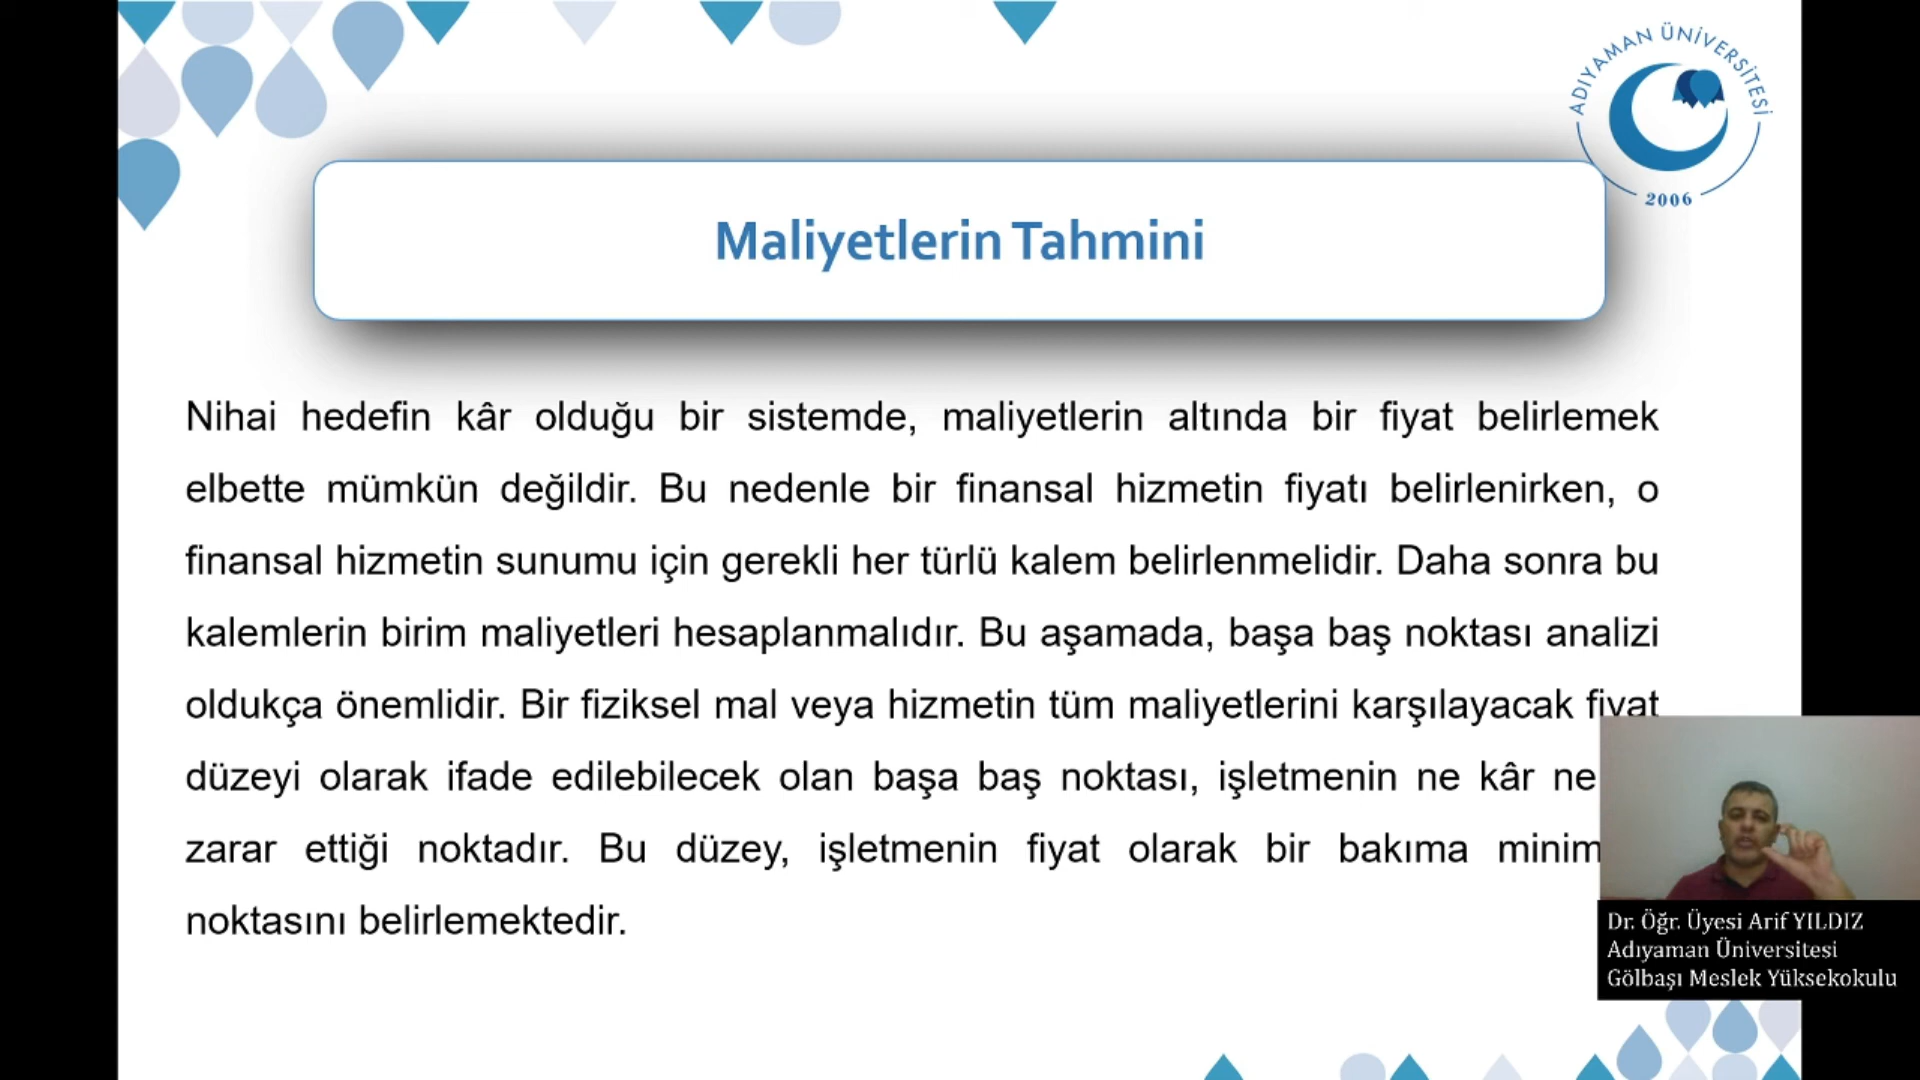 ADIYAMAN ÜNİVERSİTESİ
2006
Maliyetlerin Tahmini
Nihai hedefin kâr olduğu bir sistemde, maliyetlerin altında bir fiyat belirlemek
elbette mümkün değildir. Bu nedenle bir finansal hizmetin fiyatı belirlenirken, o
finansal hizmetin sunumu için gerekli her türlü kalem belirlenmelidir. Daha sonra bu
kalemlerin birim maliyetleri hesaplanmalıdır. Bu aşamada, başa baş noktası analizi
oldukça önemlidir. Bir fiziksel mal veya hizmetin tüm maliyetlerini karşılayacak fiyat
düzeyi olarak ifade edilebilecek olan başa baş noktası, işletmenin ne kâr ne
zarar ettiği noktadır. Bu düzey, işletmenin fiyat olarak bir bakıma minim
noktasını belirlemektedir.
Dr. Öğr. Üyesi Arif YILDIZ
Adıyaman Üniversitesi
Gölbaşı Meslek Yüksekokulu